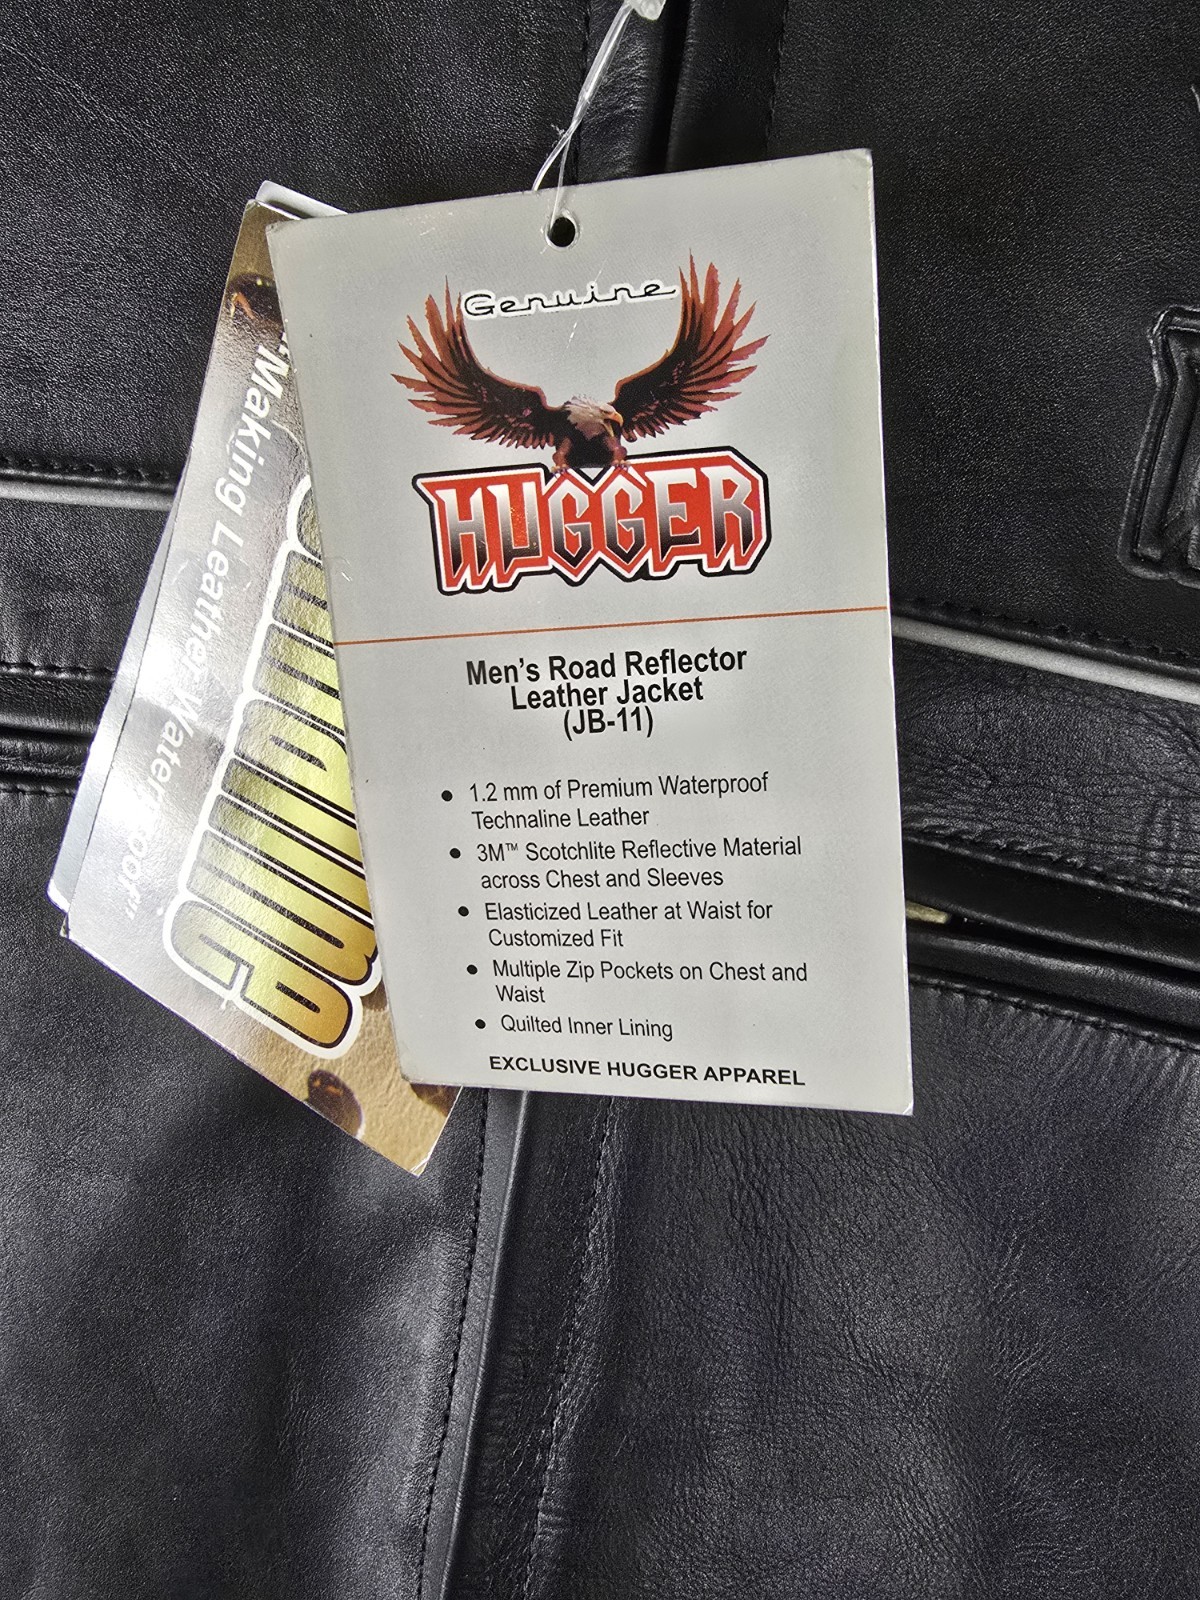 Genuine
HUGGER
Men's Road Reflector
Leather Jacket
(JB-11)
• 1.2 mm of Premium Waterproof
Technaline Leather
• 3M™ Scotchlite Reflective Material
across Chest and Sleeves
• Elasticized Leather at Waist for
Customized Fit
• Multiple Zip Pockets on Chest and
Waist
• Quilted Inner Lining
EXCLUSIVE HUGGER APPAREL
"Making Leather Waterproof"